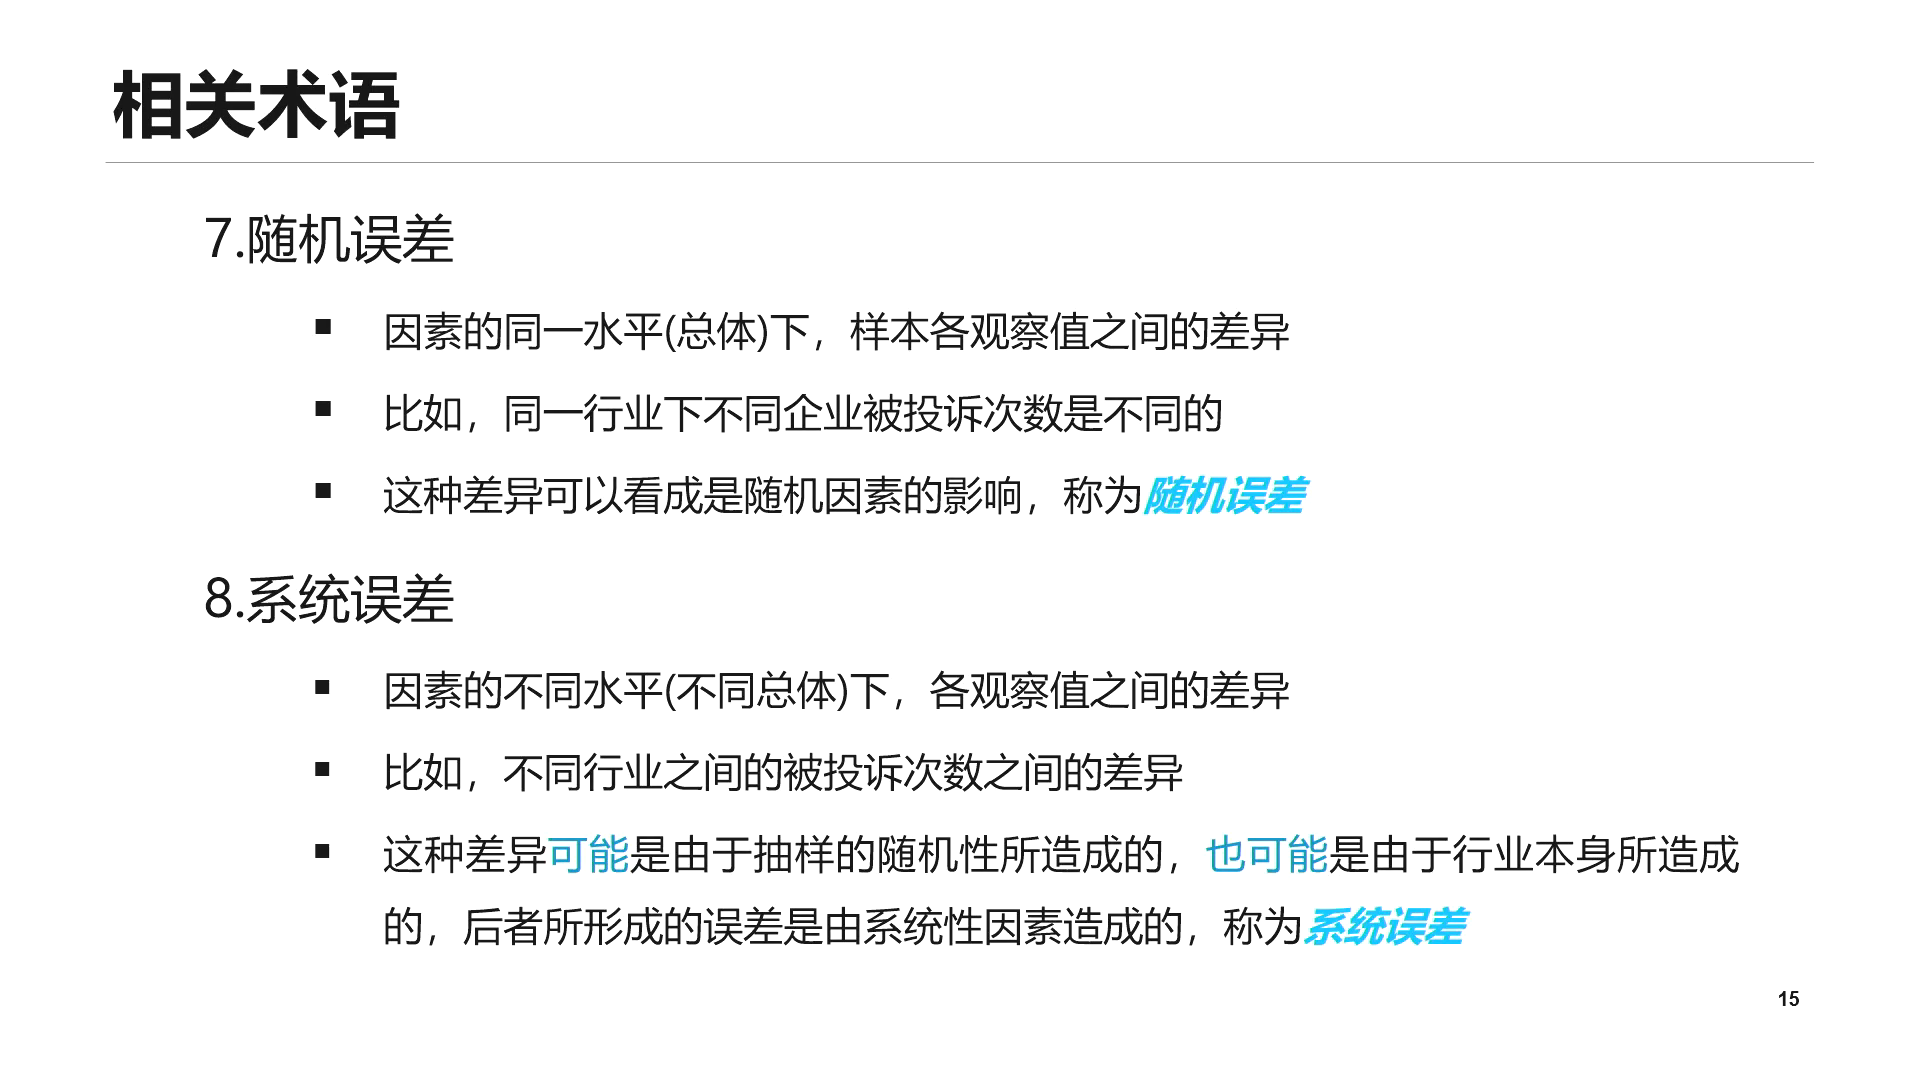 相关术语
7.随机误差
▪ 因素的同一水平(总体)下，样本各观察值之间的差异
▪ 比如，同一行业下不同企业被投诉次数是不同的
▪ 这种差异可以看成是随机因素的影响，称为随机误差
8.系统误差
▪ 因素的不同水平(不同总体)下，各观察值之间的差异
▪ 比如，不同行业之间的被投诉次数之间的差异
▪ 这种差异可能是由于抽样的随机性所造成的，也可能是由于行业本身所造成
的，后者所形成的误差是由系统性因素造成的，称为系统误差
15